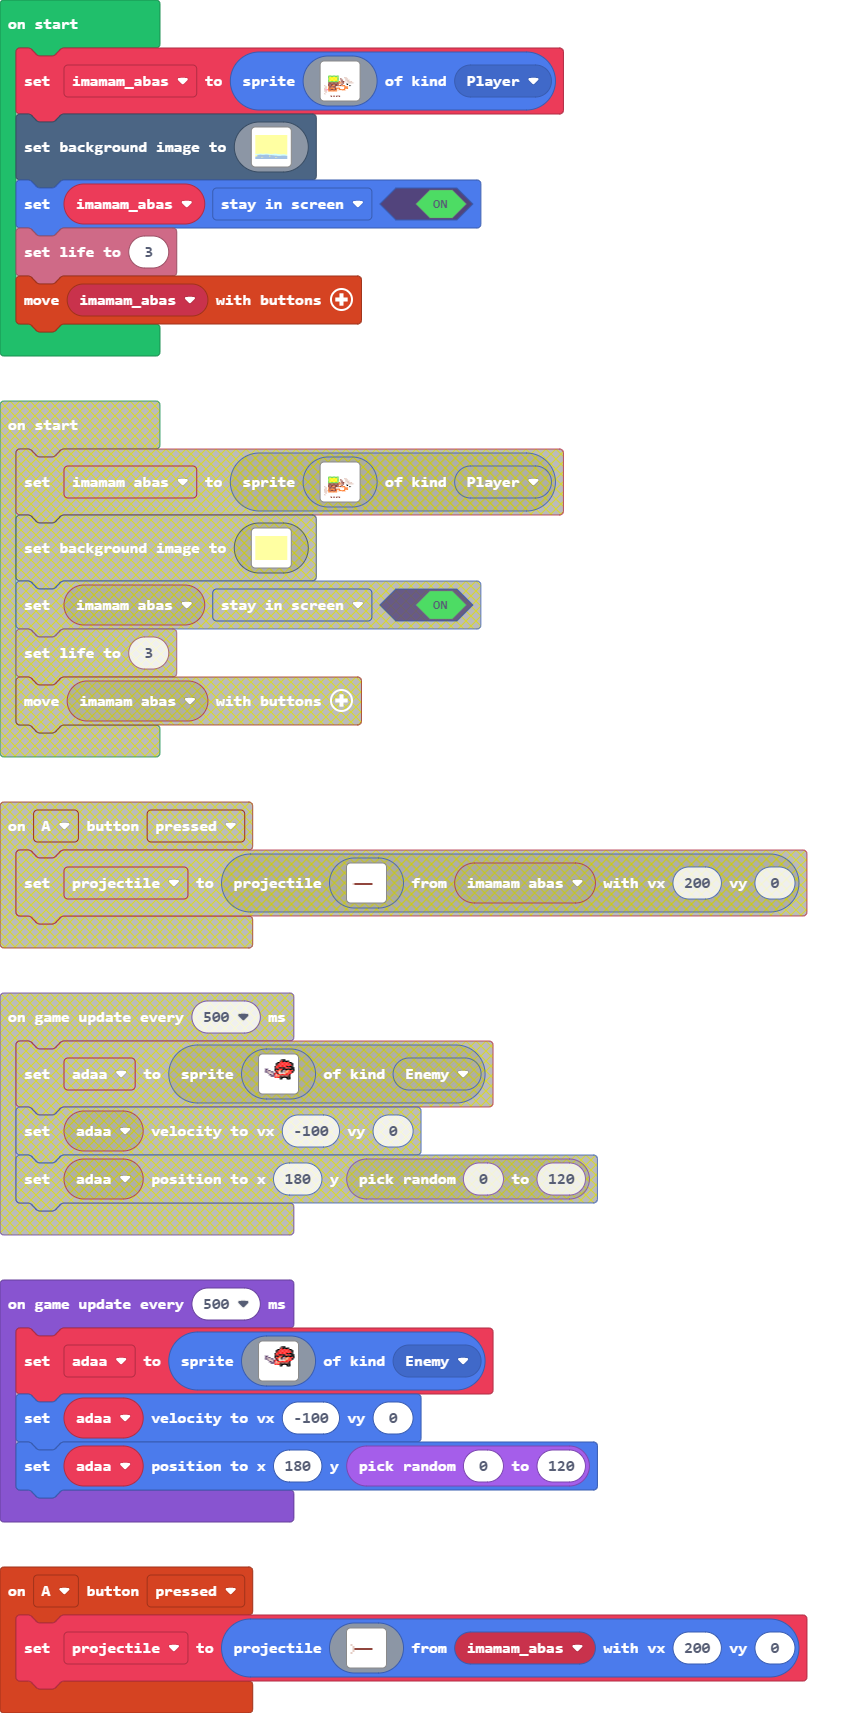 on start
set imamam_abas to sprite of kind Player
set background image to
set imamam_abas stay in screen ON
set life to 3
move imamam_abas with buttons
on start
set imamam abas to sprite of kind Player
set background image to
set imamam abas stay in screen ON
set life to 3
move imamam abas with buttons
on A button pressed
set projectile to projectile from imamam abas with vx 200 vy 0
on game update every 500 ms
set adaa to sprite of kind Enemy
set adaa velocity to vx -100 vy 0
set adaa position to x 180 y pick random 0 to 120
on game update every 500 ms
set adaa to sprite of kind Enemy
set adaa velocity to vx -100 vy 0
set adaa position to x 180 y pick random 0 to 120
on A button pressed
set projectile to projectile from imamam_abas with vx 200 vy 0